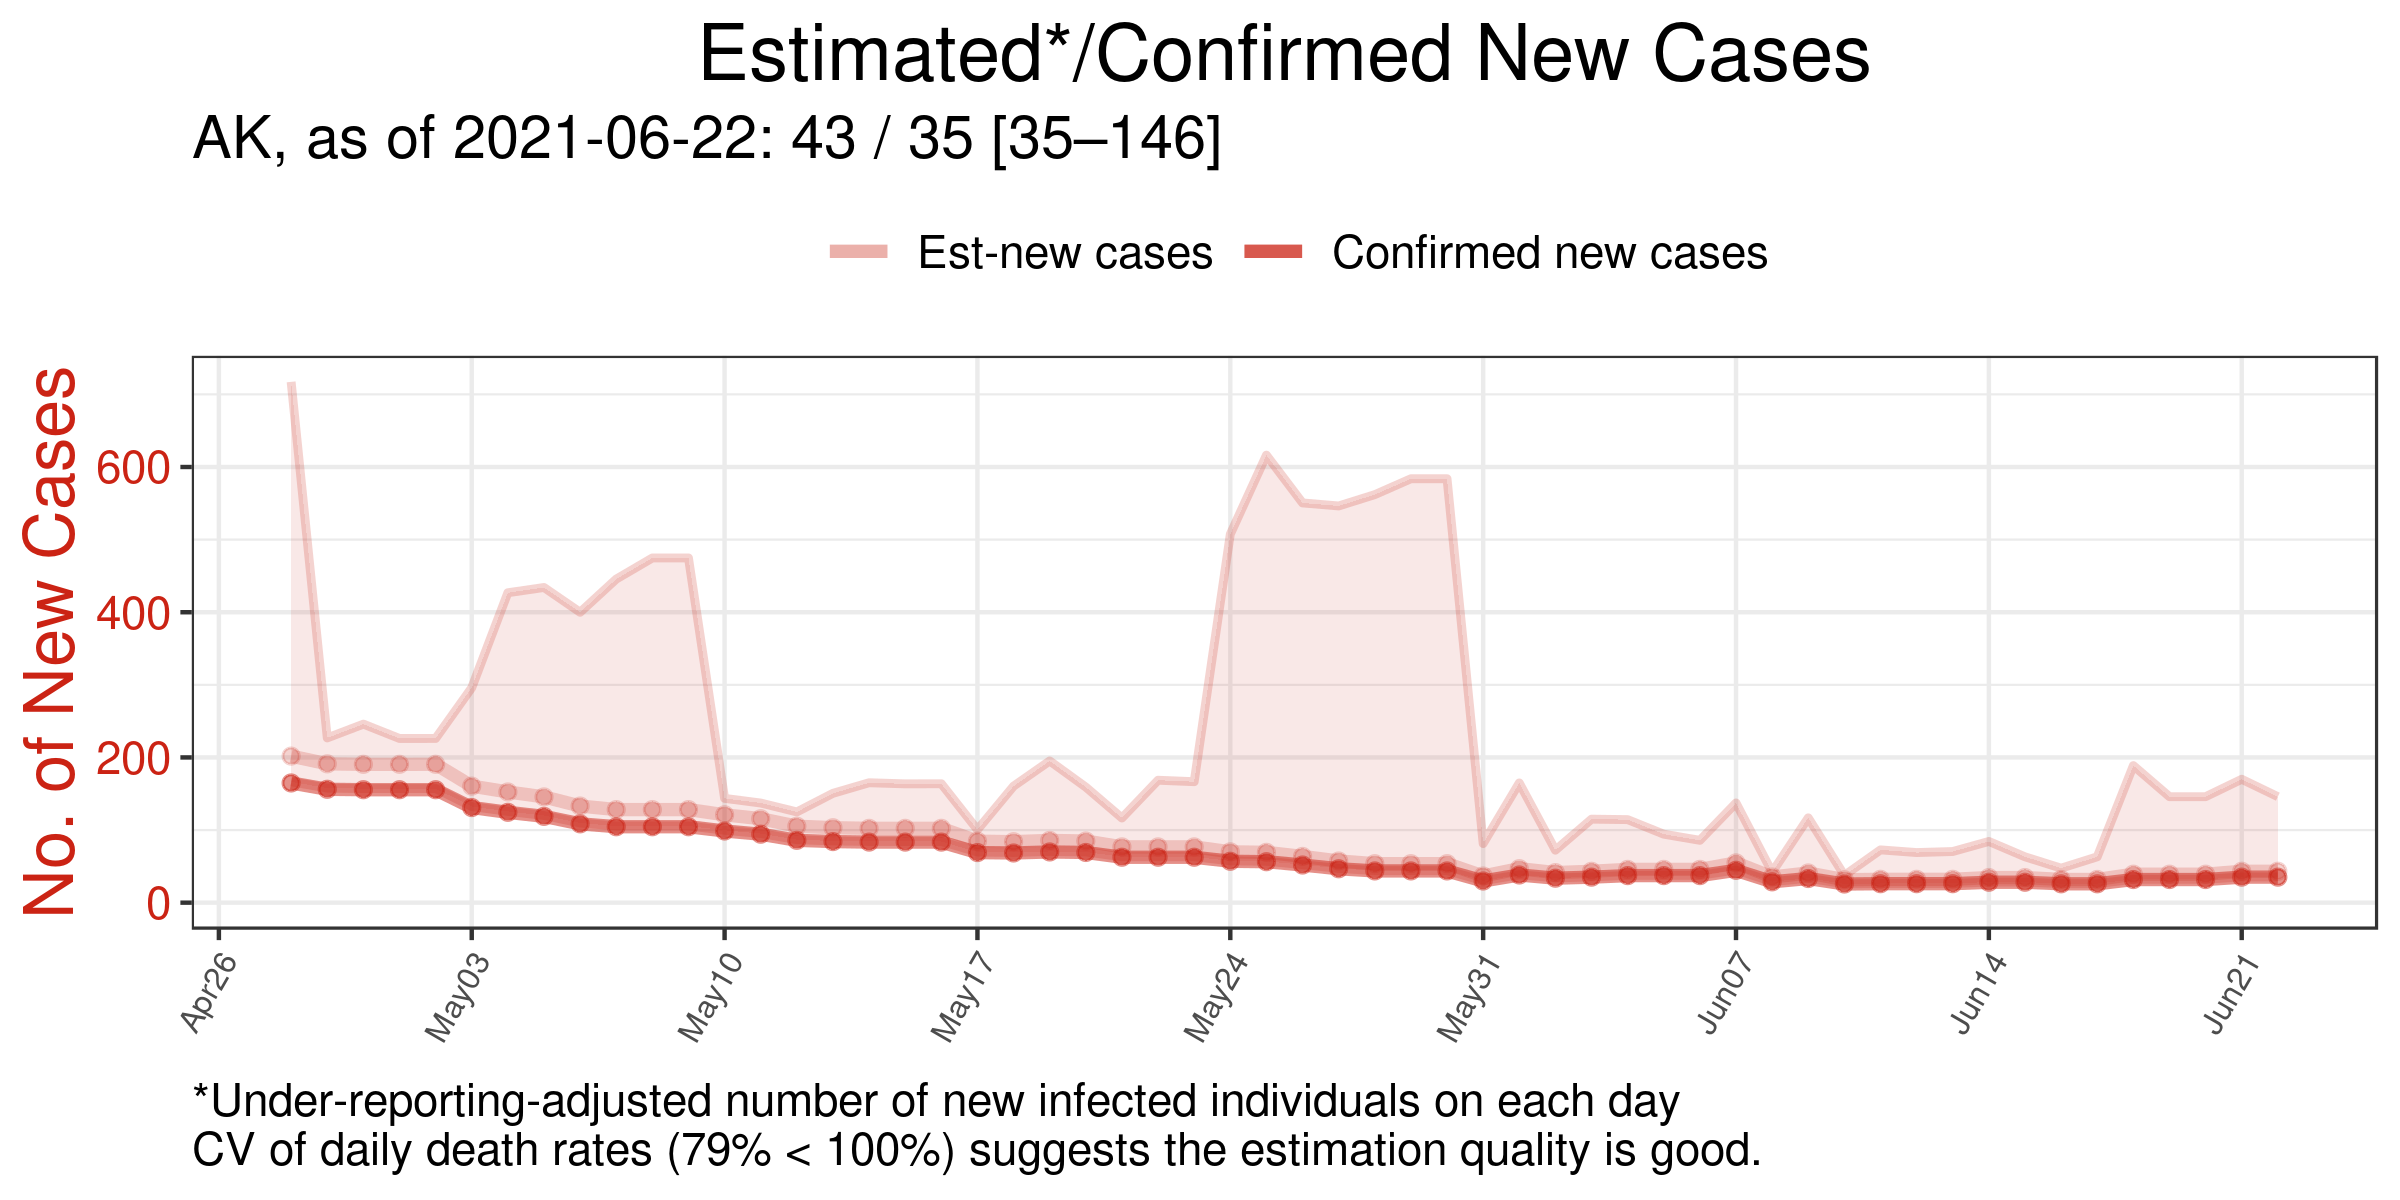 Estimated*/Confirmed New Cases
AK, as of 2021-06-22: 43 / 35 [35–146]
Est-new cases Confirmed new cases
No. of New Cases
600
400
200
0
Apr26 May03 May10 May17 May24 May31 Jun07 Jun14 Jun21
*Under-reporting-adjusted number of new infected individuals on each day
CV of daily death rates (79% < 100%) suggests the estimation quality is good.